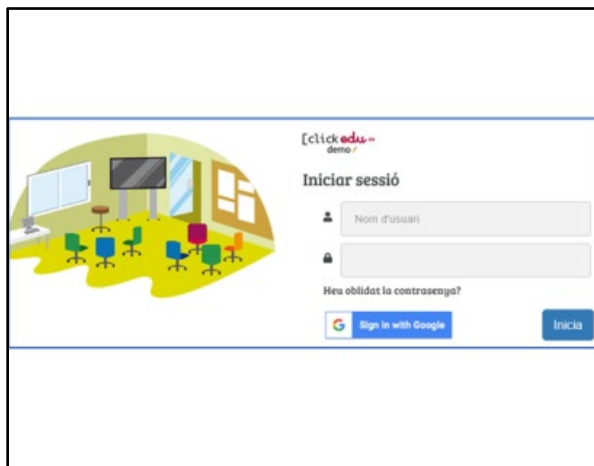 [clickedu
demo
Iniciar sessió
Nom d'usuari
Heu oblidat la contrasenya?
G Sign in with Google
Inicia